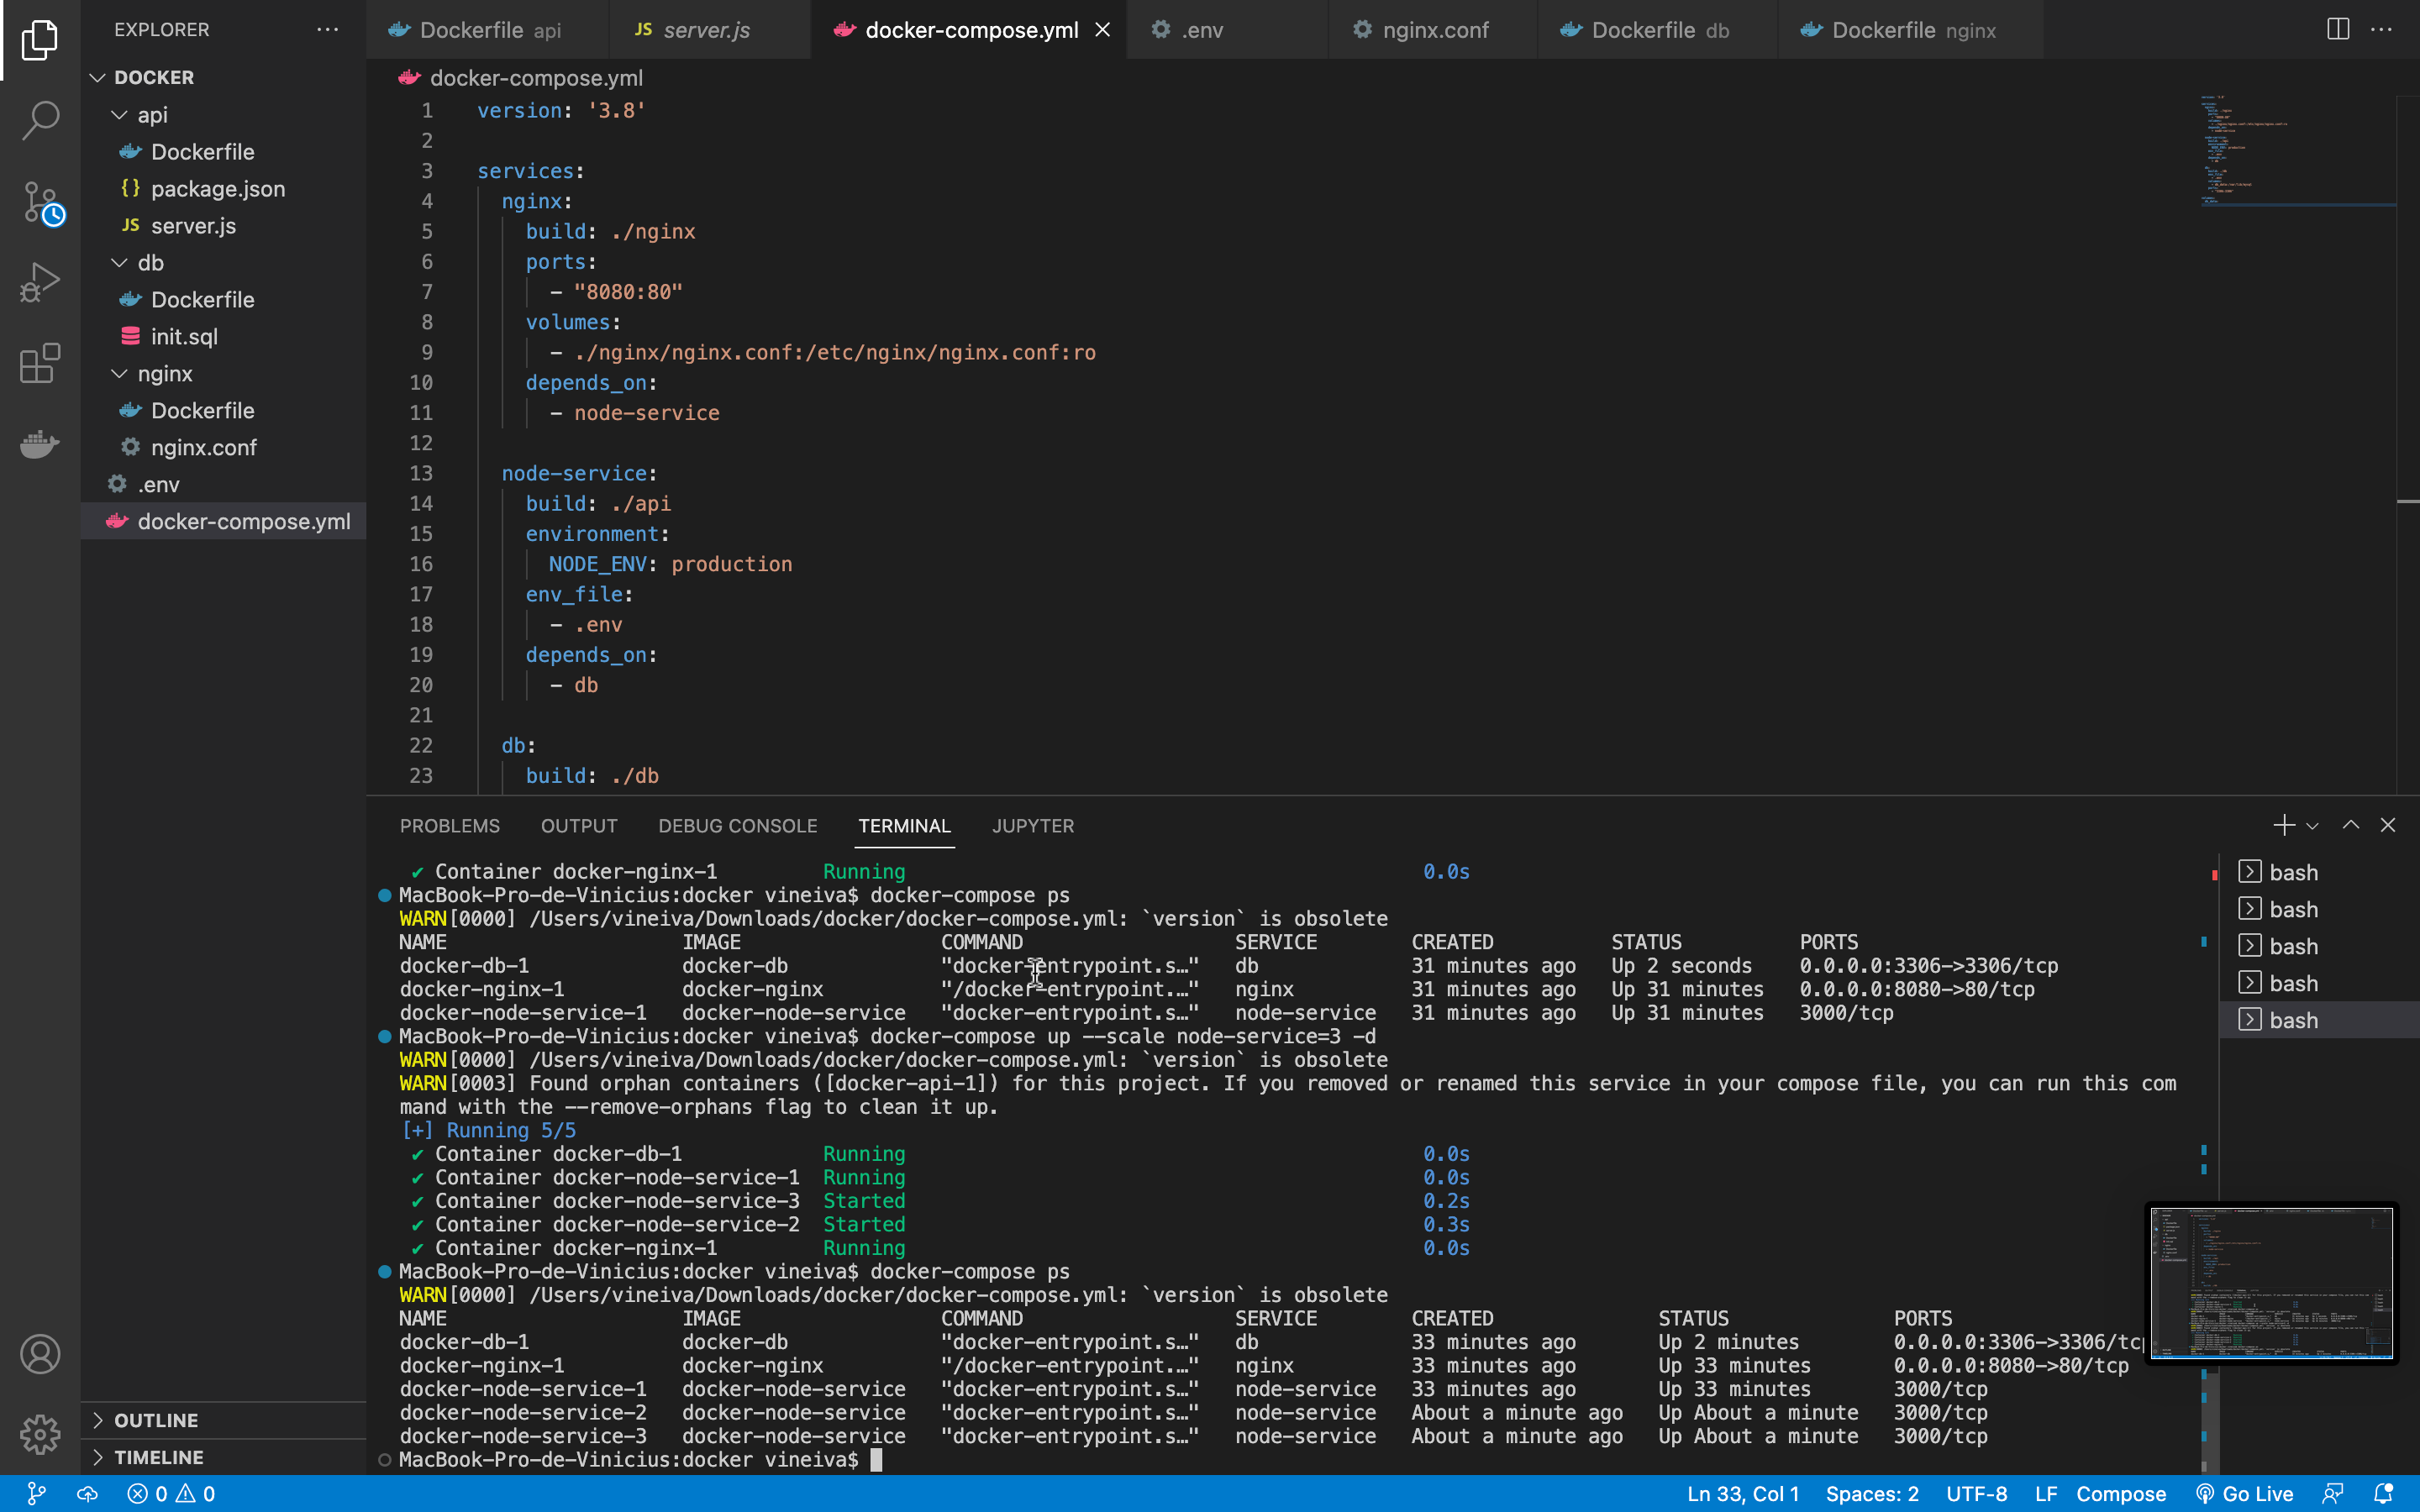 EXPLORER
DOCKER
api
Dockerfile
{} package.json
JS server.js
db
Dockerfile
init.sql
nginx
Dockerfile
nginx.conf
.env
docker-compose.yml
OUTLINE
TIMELINE
Dockerfile api
JS server.js
docker-compose.yml
.env
nginx.conf
Dockerfile db
Dockerfile nginx
docker-compose.yml
1 version: '3.8'
2
3 services:
4 nginx:
5 build: ./nginx
6 ports:
7 - "8080:80"
8 volumes:
9 - ./nginx/nginx.conf:/etc/nginx/nginx.conf:ro
10 depends_on:
11 - node-service
12
13 node-service:
14 build: ./api
15 environment:
16 NODE_ENV: production
17 env_file:
18 - .env
19 depends_on:
20 - db
21
22 db:
23 build: ./db
PROBLEMS OUTPUT DEBUG CONSOLE TERMINAL JUPYTER
✔ Container docker-nginx-1 Running 0.0s
MacBook-Pro-de-Vinicius:docker vineiva$ docker-compose ps
WARN[0000] /Users/vineiva/Downloads/docker/docker-compose.yml: `version` is obsolete
NAME IMAGE COMMAND SERVICE CREATED STATUS PORTS
docker-db-1 docker-db "docker-entrypoint.s…" db 31 minutes ago Up 2 seconds 0.0.0.0:3306->3306/tcp
docker-nginx-1 docker-nginx "/docker-entrypoint.…" nginx 31 minutes ago Up 31 minutes 0.0.0.0:8080->80/tcp
docker-node-service-1 docker-node-service "docker-entrypoint.s…" node-service 31 minutes ago Up 31 minutes 3000/tcp
MacBook-Pro-de-Vinicius:docker vineiva$ docker-compose up --scale node-service=3 -d
WARN[0000] /Users/vineiva/Downloads/docker/docker-compose.yml: `version` is obsolete
WARN[0003] Found orphan containers ([docker-api-1]) for this project. If you removed or renamed this service in your compose file, you can run this com
mand with the --remove-orphans flag to clean it up.
[+] Running 5/5
✔ Container docker-db-1 Running 0.0s
✔ Container docker-node-service-1 Running 0.0s
✔ Container docker-node-service-3 Started 0.2s
✔ Container docker-node-service-2 Started 0.3s
✔ Container docker-nginx-1 Running 0.0s
MacBook-Pro-de-Vinicius:docker vineiva$ docker-compose ps
WARN[0000] /Users/vineiva/Downloads/docker/docker-compose.yml: `version` is obsolete
NAME IMAGE COMMAND SERVICE CREATED STATUS PORTS
docker-db-1 docker-db "docker-entrypoint.s…" db 33 minutes ago Up 2 minutes 0.0.0.0:3306->3306/tc
docker-nginx-1 docker-nginx "/docker-entrypoint.…" nginx 33 minutes ago Up 33 minutes 0.0.0.0:8080->80/tcp
docker-node-service-1 docker-node-service "docker-entrypoint.s…" node-service 33 minutes ago Up 33 minutes 3000/tcp
docker-node-service-2 docker-node-service "docker-entrypoint.s…" node-service About a minute ago Up About a minute 3000/tcp
docker-node-service-3 docker-node-service "docker-entrypoint.s…" node-service About a minute ago Up About a minute 3000/tcp
MacBook-Pro-de-Vinicius:docker vineiva$
bash
bash
bash
bash
bash
0 0 Ln 33, Col 1 Spaces: 2 UTF-8 LF Compose Go Live